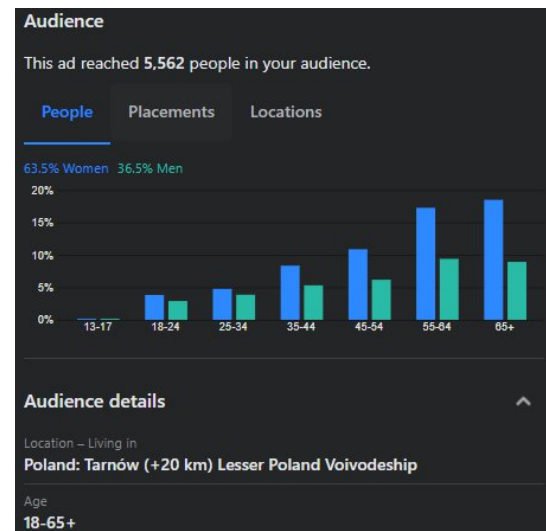 Audience
This ad reached 5,562 people in your audience.
People Placements Locations
63.5% Women 36.5% Men
20%
15%
10%
5%
0%
13-17 18-24 25-34 35-44 45-54 55-64 65+
Audience details
Location – Living in
Poland: Tarnów (+20 km) Lesser Poland Voivodeship
Age
18-65+